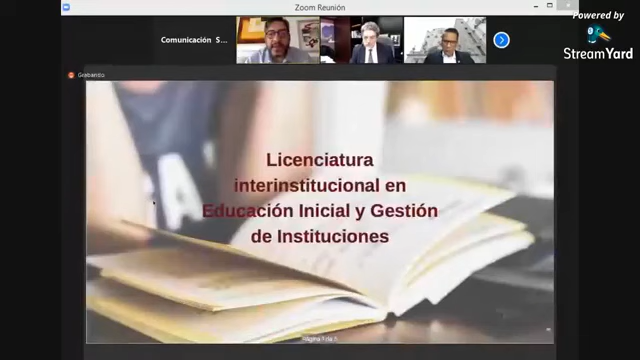 Zoom Reunión
Powered by
StreamYard
Comunicación S...
Grabando
Licenciatura
interinstitucional en
Educación Inicial y Gestión
de Instituciones